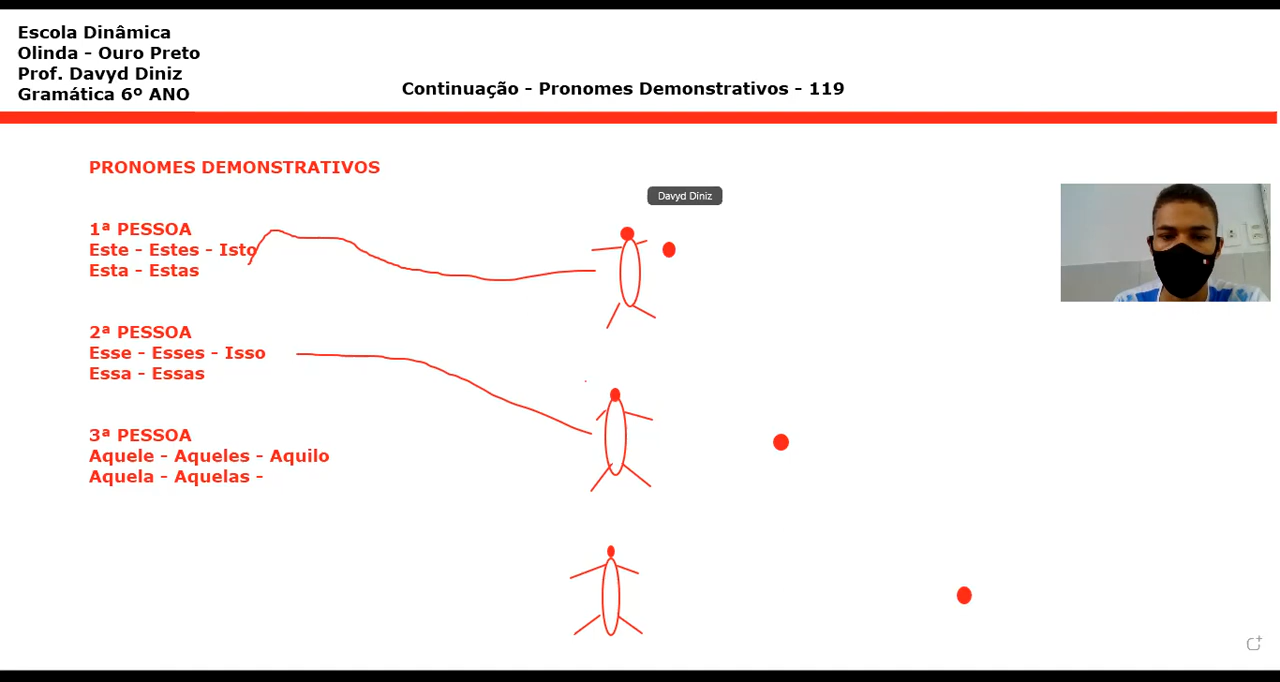 Escola Dinâmica
Olinda - Ouro Preto
Prof. Davyd Diniz
Gramática 6º ANO
Continuação - Pronomes Demonstrativos - 119
PRONOMES DEMONSTRATIVOS
Davyd Diniz
1ª PESSOA
Este - Estes - Isto
Esta - Estas
2ª PESSOA
Esse - Esses - Isso
Essa - Essas
3ª PESSOA
Aquele - Aqueles - Aquilo
Aquela - Aquelas -